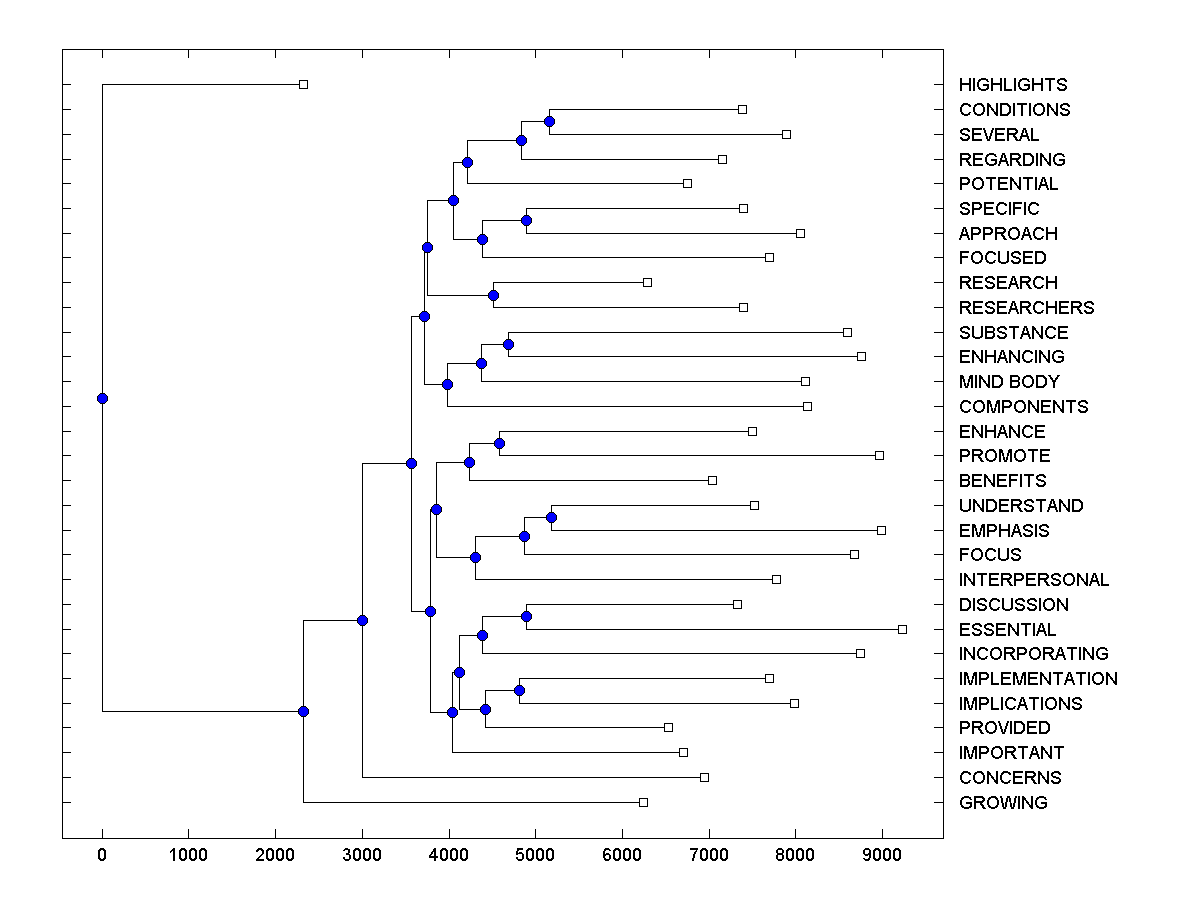 HIGHLIGHTS
CONDITIONS
SEVERAL
REGARDING
POTENTIAL
SPECIFIC
APPROACH
FOCUSED
RESEARCH
RESEARCHERS
SUBSTANCE
ENHANCING
MIND BODY
COMPONENTS
ENHANCE
PROMOTE
BENEFITS
UNDERSTAND
EMPHASIS
FOCUS
INTERPERSONAL
DISCUSSION
ESSENTIAL
INCORPORATING
IMPLEMENTATION
IMPLICATIONS
PROVIDED
IMPORTANT
CONCERNS
GROWING
0 1000 2000 3000 4000 5000 6000 7000 8000 9000